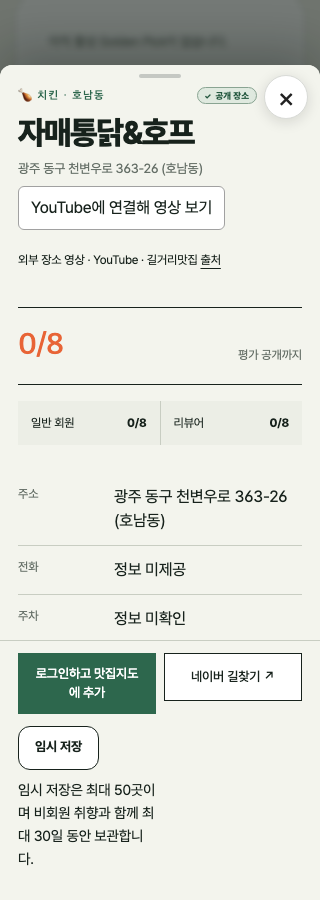 치킨 · 호남동
✓ 공개 장소
자매통닭&호프
광주 동구 천변우로 363-26 (호남동)
YouTube에 연결해 영상 보기
외부 장소 영상 · YouTube · 길거리맛집 출처
0/8
평가 공개까지
일반 회원 0/8
리뷰어 0/8
주소
광주 동구 천변우로 363-26
(호남동)
전화
정보 미제공
주차
정보 미확인
로그인하고 맛집지도
에 추가
네이버 길찾기 ↗
임시 저장
임시 저장은 최대 50곳이
며 비회원 취향과 함께 최
대 30일 동안 보관합니
다.